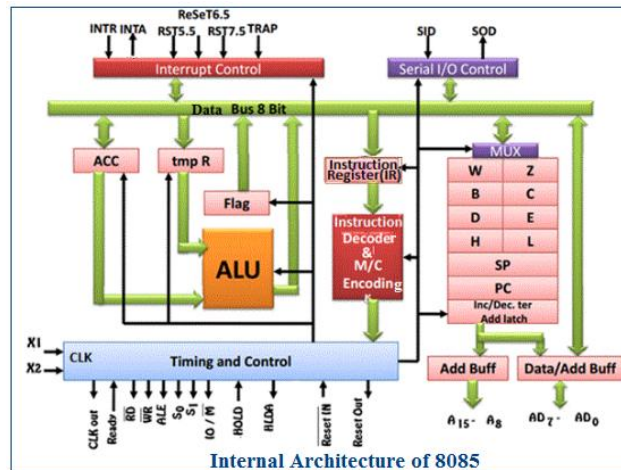 ReSeT6.5
INTR INTA RST5.5 RST7.5 TRAP SID SOD
Interrupt Control Serial I/O Control
Data Bus 8 Bit
ACC tmp R Instruction Register(IR) MUX
W Z
Flag B C
Instruction Decoder & M/C Encoding
D E
ALU H L
SP
PC
Inc/Dec. ter
Add latch
X1
X2 CLK Timing and Control Add Buff Data/Add Buff
CLK out Ready RD WR ALE S0 S1 IO / M HOLD HLDA Reset IN Reset Out A15- A8 AD7- AD0
Internal Architecture of 8085